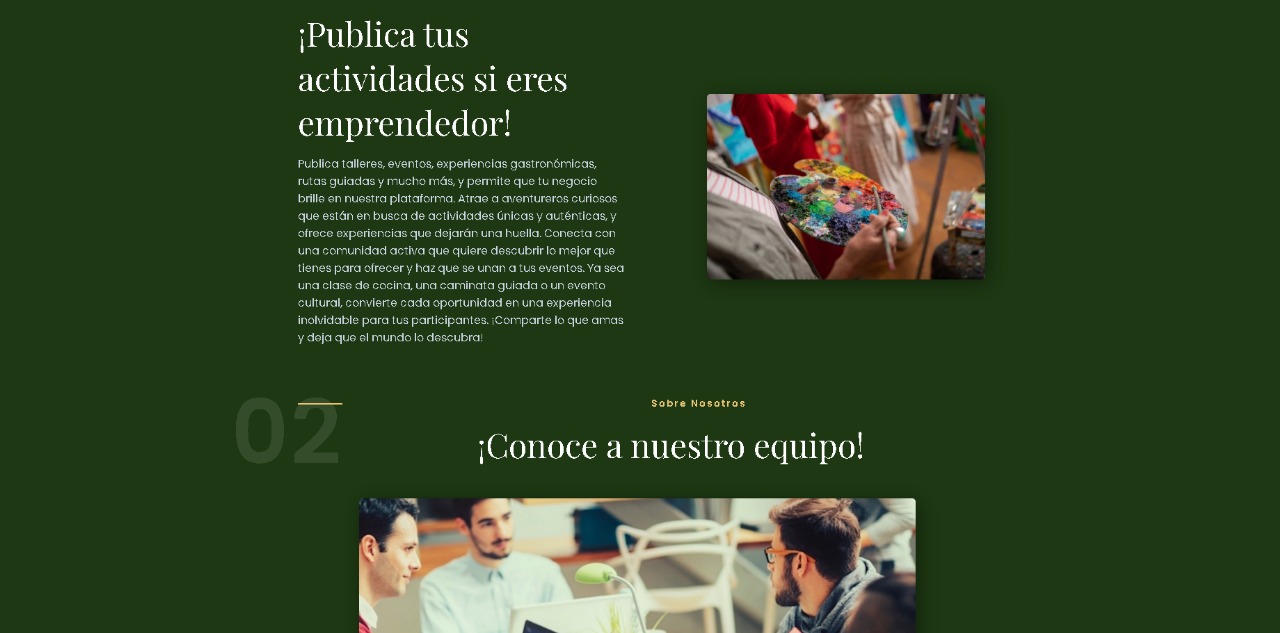 ¡Publica tus
actividades si eres
emprendedor!
Publica talleres, eventos, experiencias gastronómicas,
rutas guiadas y mucho más, y permite que tu negocio
brille en nuestra plataforma. Atrae a aventureros curiosos
que están en busca de actividades únicas y auténticas, y
ofrece experiencias que dejarán una huella. Conecta con
una comunidad activa que quiere descubrir lo mejor que
tienes para ofrecer y haz que se unan a tus eventos. Ya sea
una clase de cocina, una caminata guiada o un evento
cultural, convierte cada oportunidad en una experiencia
inolvidable para tus participantes. ¡Comparte lo que amas
y deja que el mundo lo descubra!
02
Sobre Nosotros
¡Conoce a nuestro equipo!